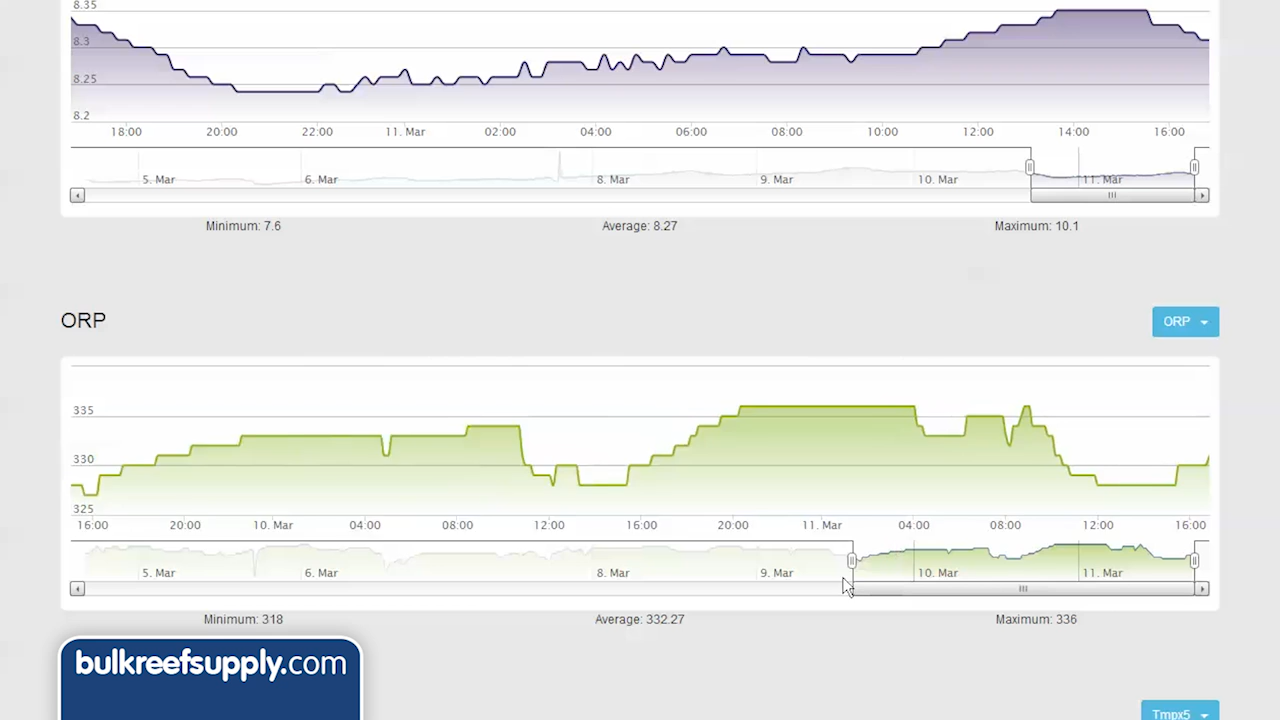 8.35
8.3
8.25
8.2
18:00 20:00 22:00 11. Mar 02:00 04:00 06:00 08:00 10:00 12:00 14:00 16:00
5. Mar 6. Mar 8. Mar 9. Mar 10. Mar 11. Mar
Minimum: 7.6 Average: 8.27 Maximum: 10.1
ORP ORP
335
330
325
16:00 20:00 10. Mar 04:00 08:00 12:00 16:00 20:00 11. Mar 04:00 08:00 12:00 16:00
5. Mar 6. Mar 8. Mar 9. Mar 10. Mar 11. Mar
Minimum: 318 Average: 332.27 Maximum: 336
bulkreefsupply.com
Tmpx5